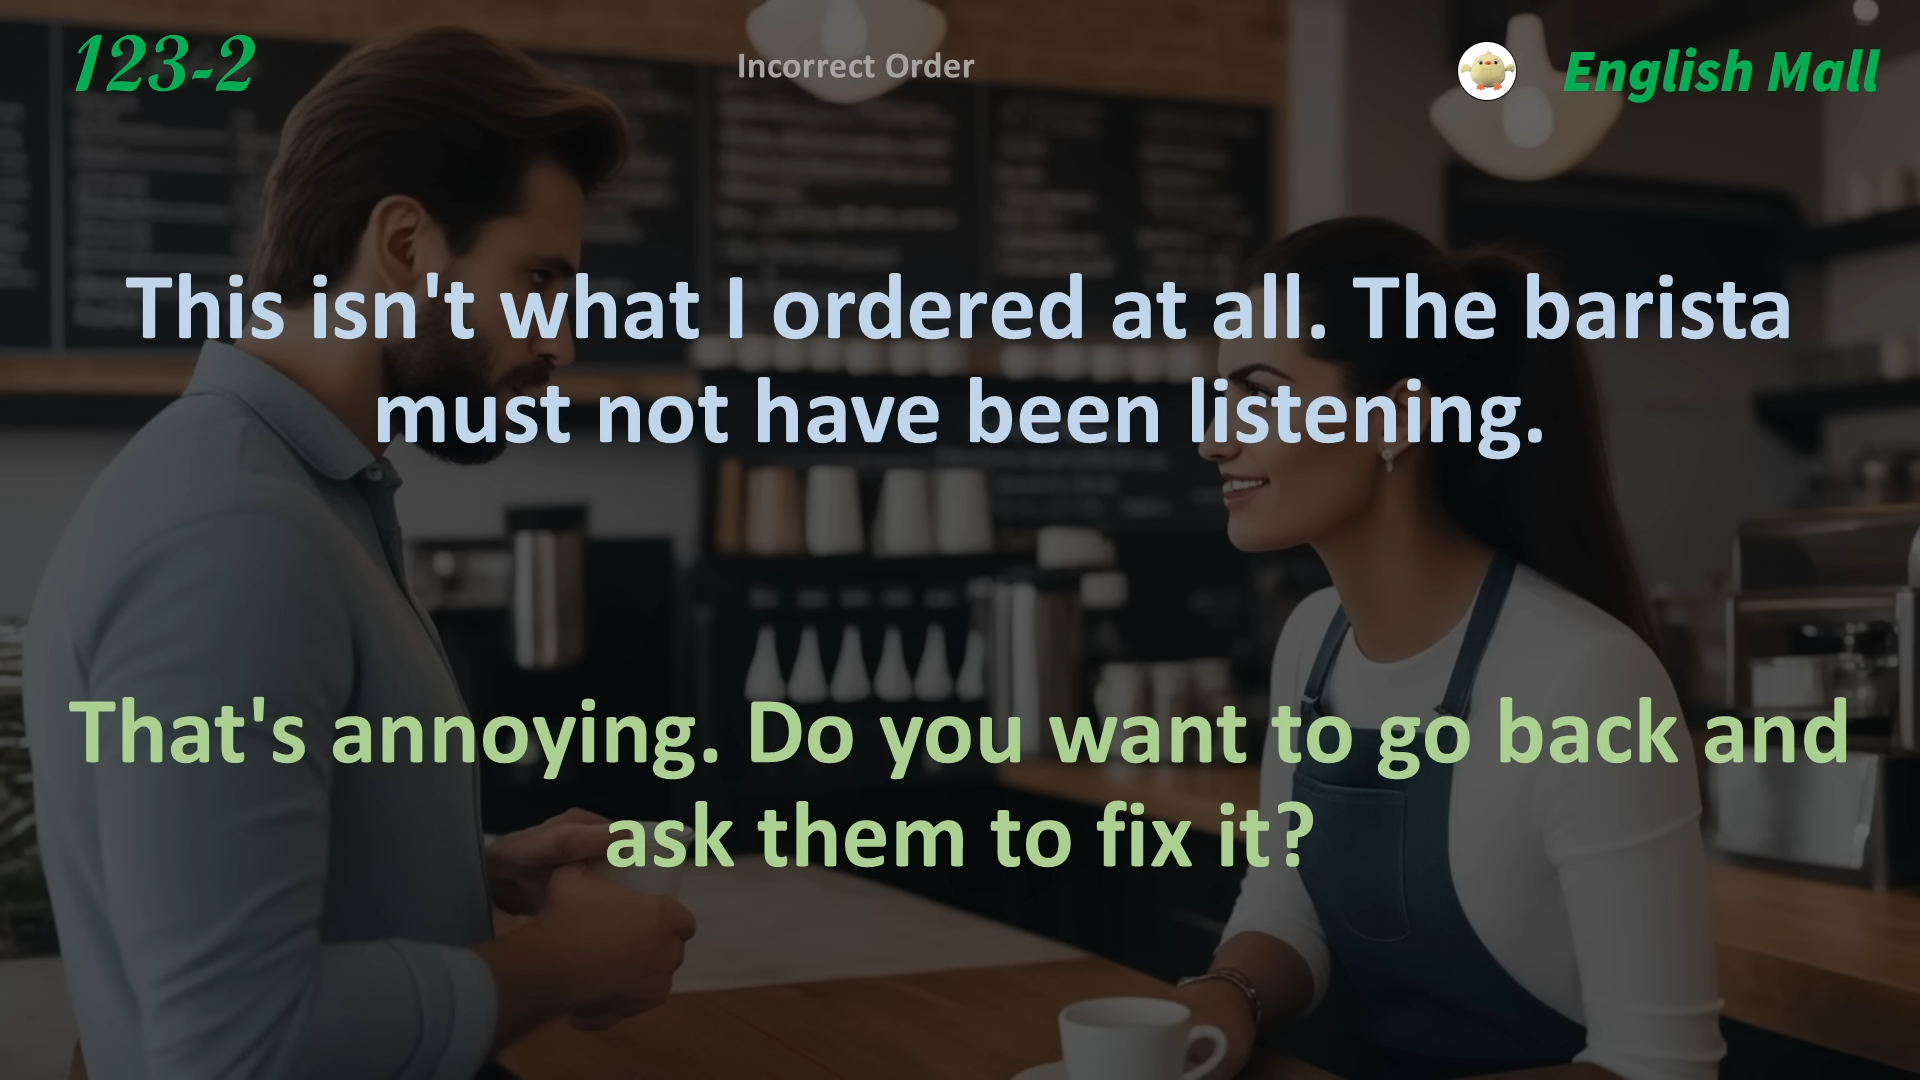 123-2
Incorrect Order
English Mall
This isn't what I ordered at all. The barista
must not have been listening.
That's annoying. Do you want to go back and
ask them to fix it?